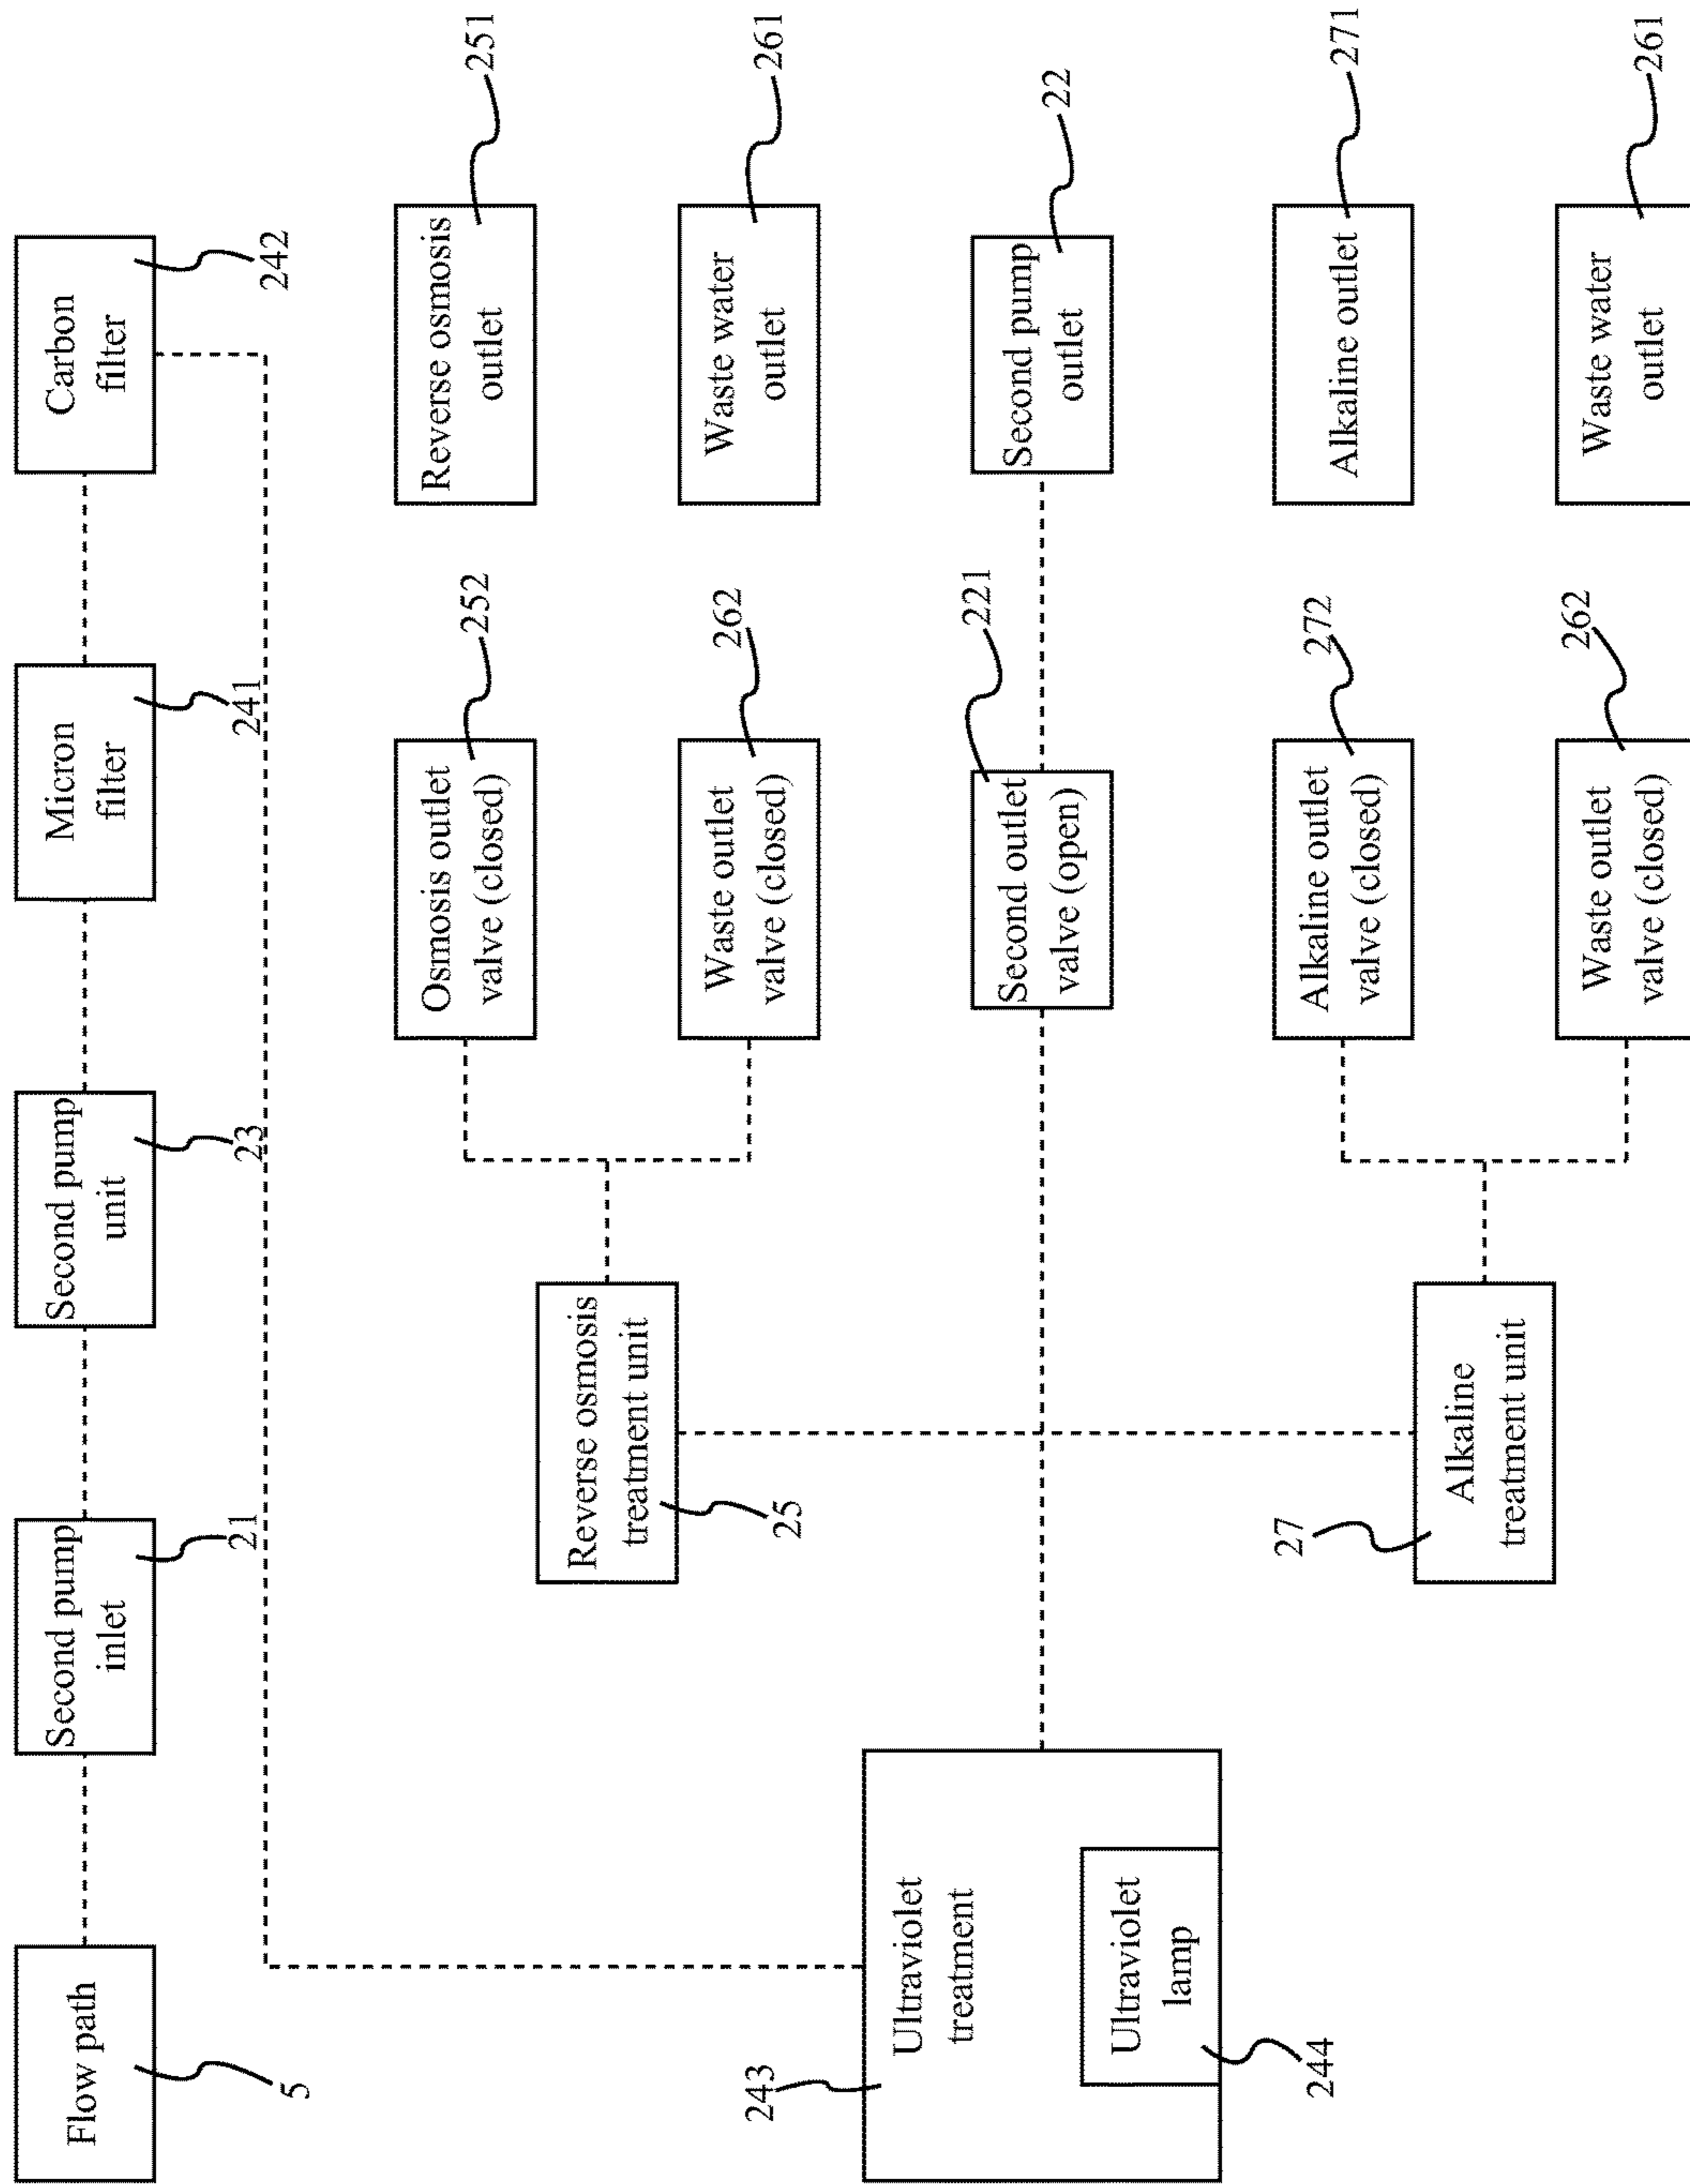 Flow path
5
Second pump
inlet
21
Second pump
unit
23
Micron
filter
241
Carbon
filter
242
Reverse osmosis
treatment unit
25
Osmosis outlet
valve (closed)
252
Reverse osmosis
outlet
251
Waste outlet
valve (closed)
262
Waste water
outlet
261
Ultraviolet
treatment
243
Ultraviolet
lamp
244
Second outlet
valve (open)
221
Second pump
outlet
22
Alkaline
treatment unit
27
Alkaline outlet
valve (closed)
272
Alkaline outlet
271
Waste outlet
valve (closed)
262
Waste water
outlet
261